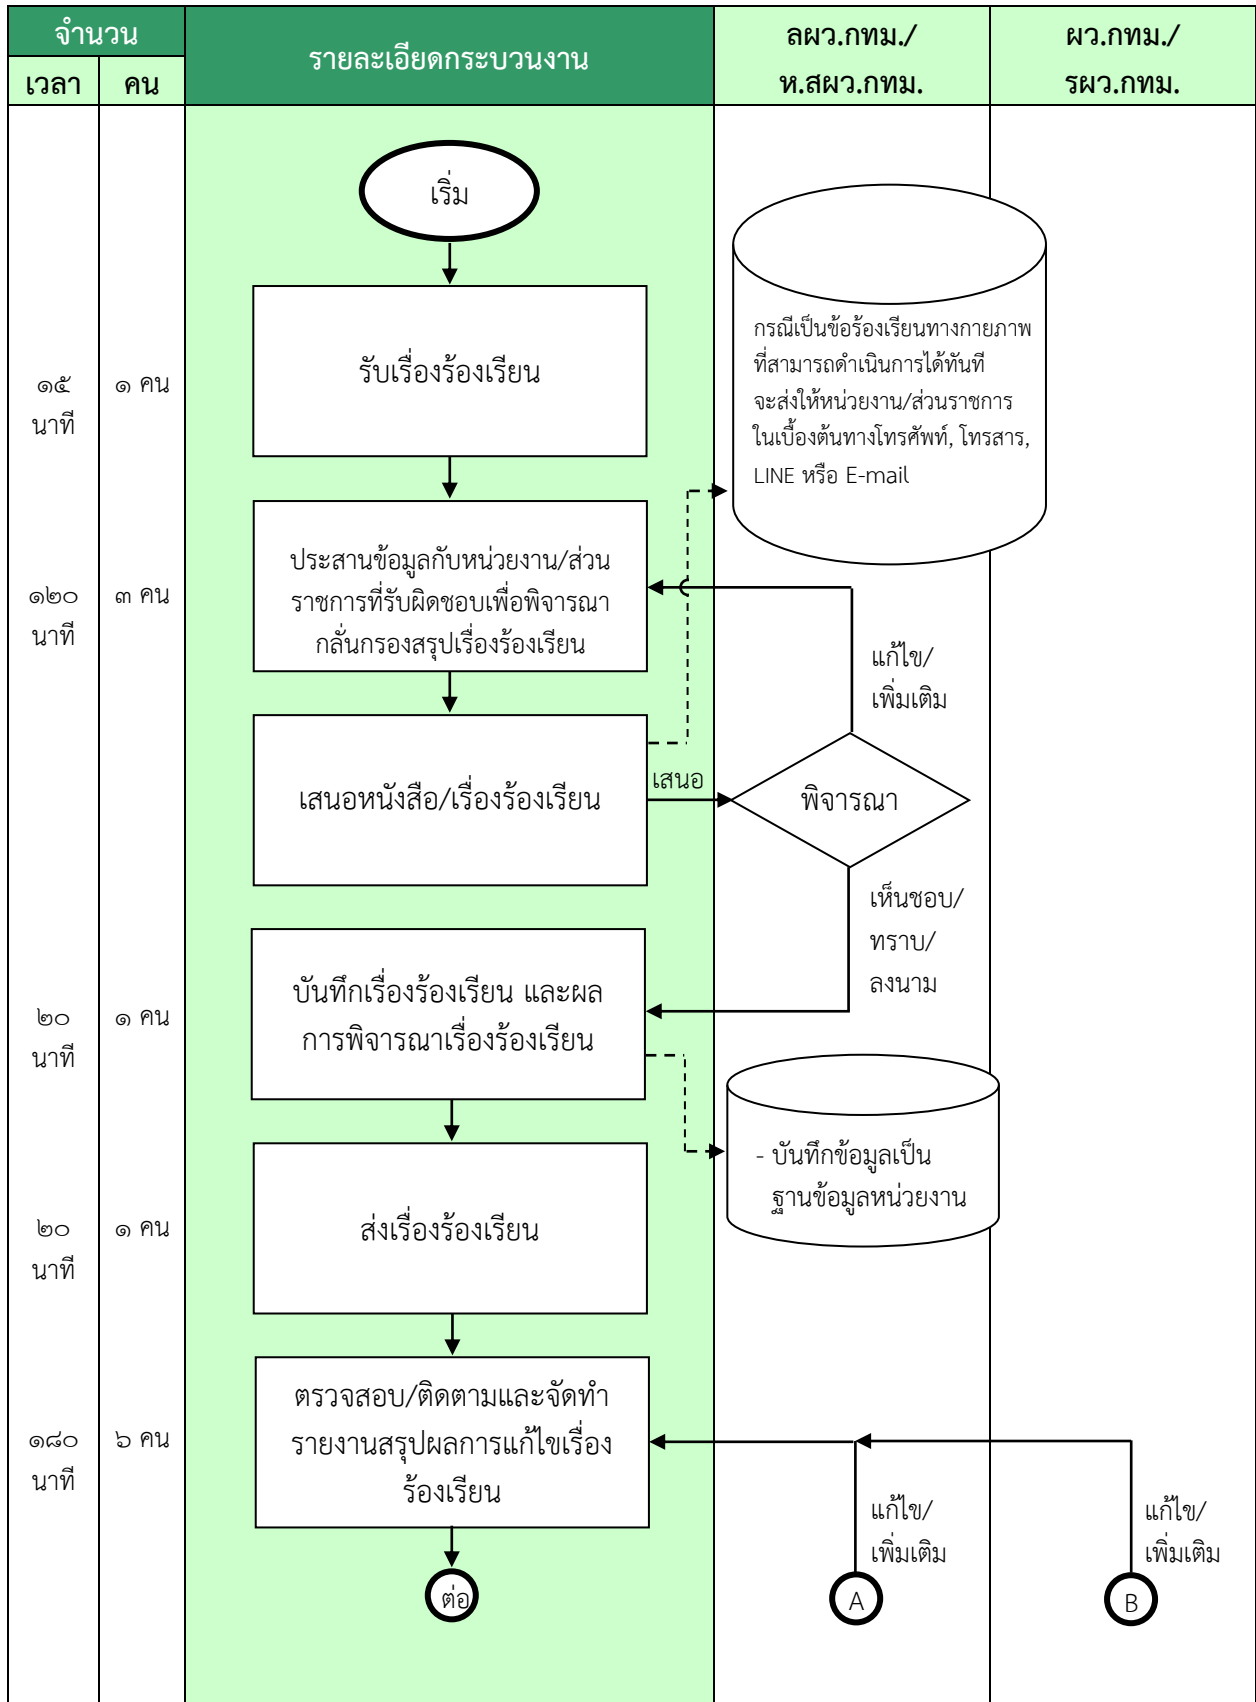 จำนวน
เวลา
คน
รายละเอียดกระบวนงาน
ลผว.กทม./
ห.สผว.กทม.
ผว.กทม./
รผว.กทม.
เริ่ม
๑๕
นาที
๑ คน
รับเรื่องร้องเรียน
กรณีเป็นข้อร้องเรียนทางกายภาพ
ที่สามารถดำเนินการได้ทันที
จะส่งให้หน่วยงาน/ส่วนราชการ
ในเบื้องต้นทางโทรศัพท์, โทรสาร,
LINE หรือ E-mail
๑๒๐
นาที
๓ คน
ประสานข้อมูลกับหน่วยงาน/ส่วน
ราชการที่รับผิดชอบเพื่อพิจารณา
กลั่นกรองสรุปเรื่องร้องเรียน
แก้ไข/
เพิ่มเติม
เสนอหนังสือ/เรื่องร้องเรียน
เสนอ
พิจารณา
เห็นชอบ/
ทราบ/
ลงนาม
๒๐
นาที
๑ คน
บันทึกเรื่องร้องเรียน และผล
การพิจารณาเรื่องร้องเรียน
- บันทึกข้อมูลเป็น
ฐานข้อมูลหน่วยงาน
๒๐
นาที
๑ คน
ส่งเรื่องร้องเรียน
๑๘๐
นาที
๖ คน
ตรวจสอบ/ติดตามและจัดทำ
รายงานสรุปผลการแก้ไขเรื่อง
ร้องเรียน
แก้ไข/
เพิ่มเติม
แก้ไข/
เพิ่มเติม
ต่อ
A
B